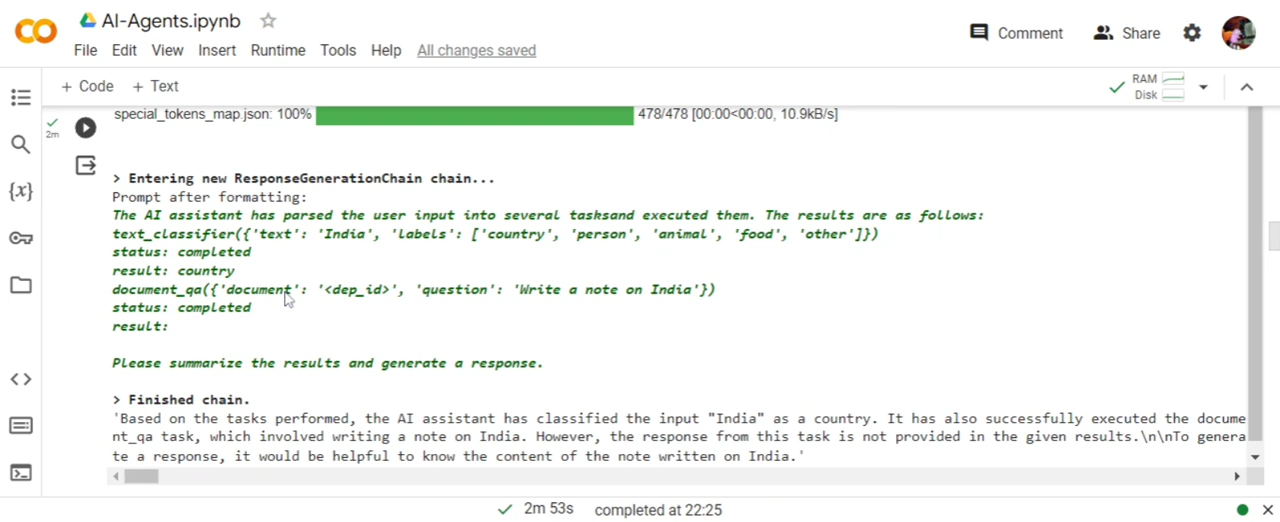 AI-Agents.ipynb
File Edit View Insert Runtime Tools Help All changes saved
Comment Share
+ Code + Text
RAM
Disk
special_tokens_map.json: 100% 478/478 [00:00<00:00, 10.9kB/s]
2m
> Entering new ResponseGenerationChain chain...
Prompt after formatting:
The AI assistant has parsed the user input into several tasksand executed them. The results are as follows:
text_classifier({'text': 'India', 'labels': ['country', 'person', 'animal', 'food', 'other']})
status: completed
result: country
document_qa({'document': '<dep_id>', 'question': 'Write a note on India'})
status: completed
result:
Please summarize the results and generate a response.
> Finished chain.
'Based on the tasks performed, the AI assistant has classified the input "India" as a country. It has also successfully executed the docume
nt_qa task, which involved writing a note on India. However, the response from this task is not provided in the given results.\n\nTo genera
te a response, it would be helpful to know the content of the note written on India.'
2m 53s completed at 22:25